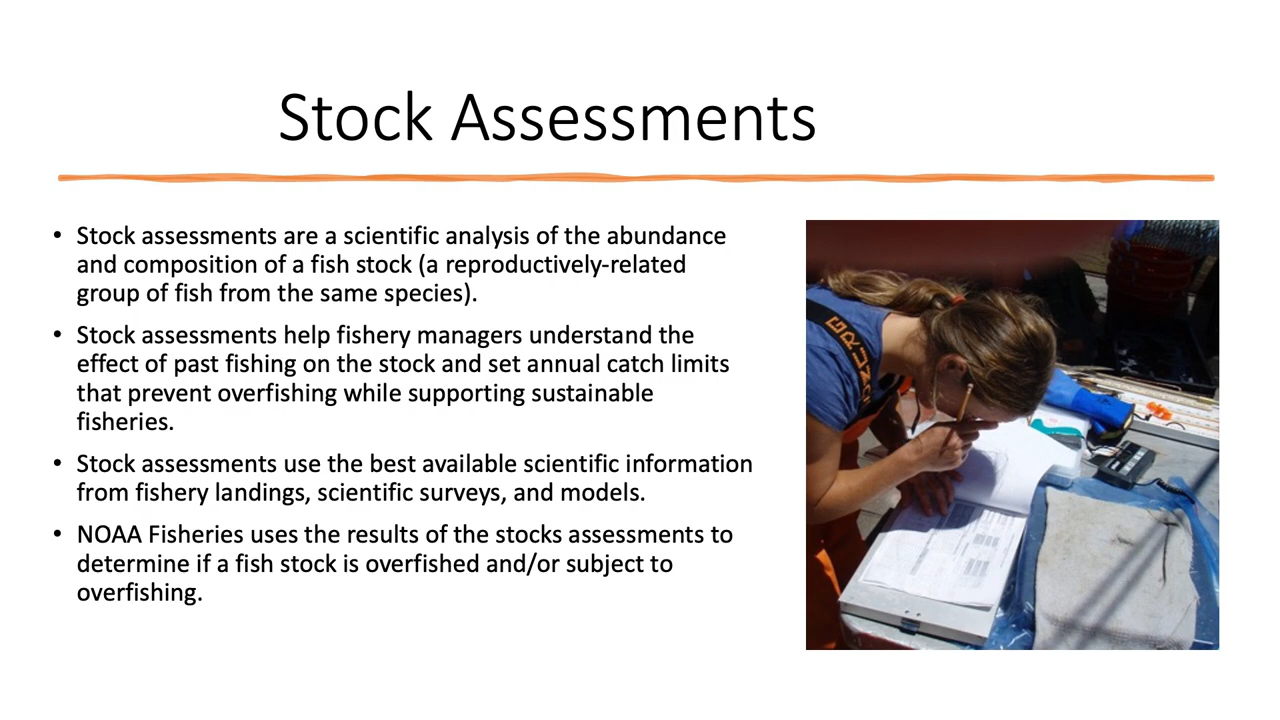 Stock Assessments
• Stock assessments are a scientific analysis of the abundance
and composition of a fish stock (a reproductively-related
group of fish from the same species).
• Stock assessments help fishery managers understand the
effect of past fishing on the stock and set annual catch limits
that prevent overfishing while supporting sustainable
fisheries.
• Stock assessments use the best available scientific information
from fishery landings, scientific surveys, and models.
• NOAA Fisheries uses the results of the stocks assessments to
determine if a fish stock is overfished and/or subject to
overfishing.